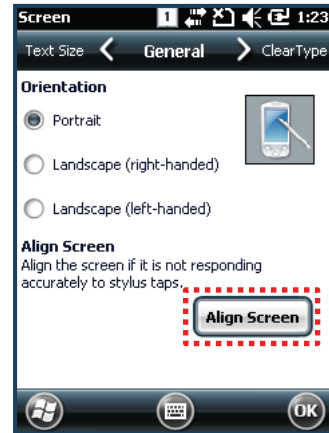 Screen 1 1:23
Text Size General ClearType
Orientation
Portrait
Landscape (right-handed)
Landscape (left-handed)
Align Screen
Align the screen if it is not responding
accurately to stylus taps.
Align Screen
OK